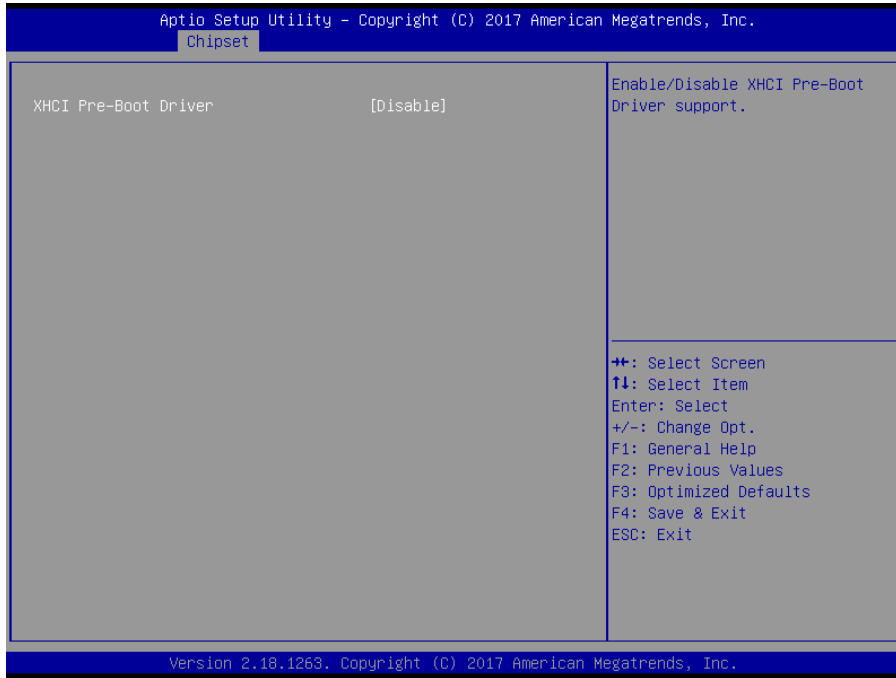 Aptio Setup Utility – Copyright (C) 2017 American Megatrends, Inc.
Chipset
XHCI Pre-Boot Driver [Disable]
Enable/Disable XHCI Pre-Boot
Driver support.
→←: Select Screen
↑↓: Select Item
Enter: Select
+/-: Change Opt.
F1: General Help
F2: Previous Values
F3: Optimized Defaults
F4: Save & Exit
ESC: Exit
Version 2.18.1263. Copyright (C) 2017 American Megatrends, Inc.